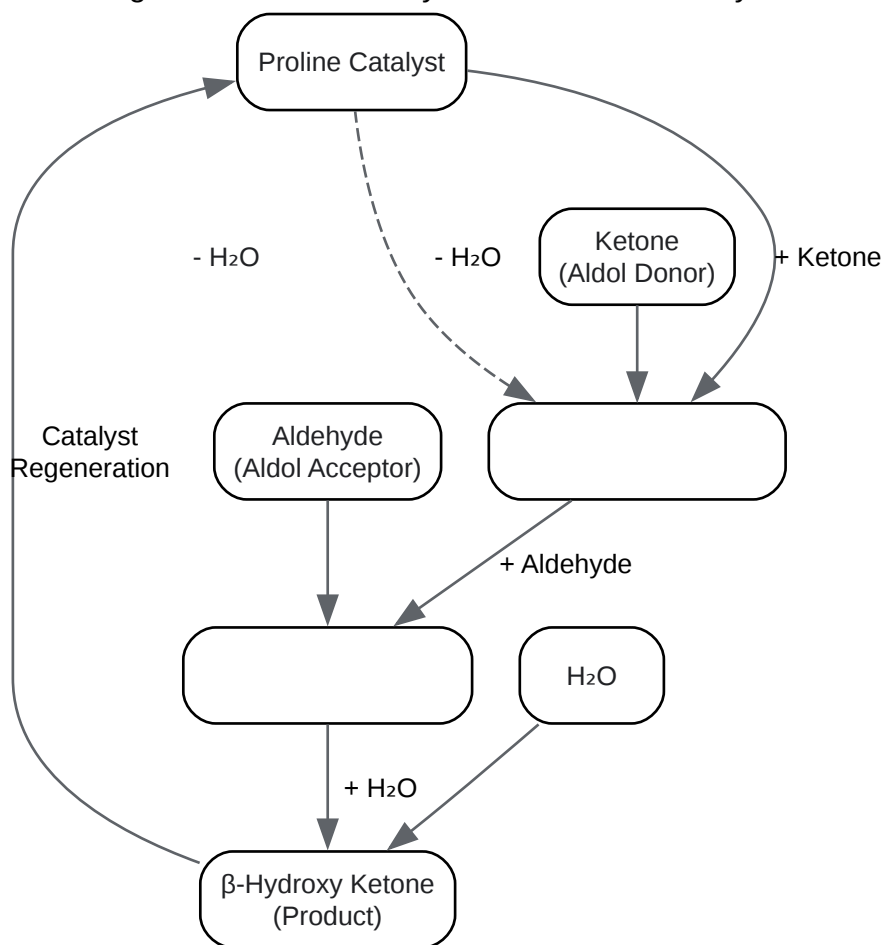 Proline Catalyst
Ketone
(Aldol Donor)
- H₂O
- H₂O
+ Ketone
Catalyst
Regeneration
Aldehyde
(Aldol Acceptor)
+ Aldehyde
H₂O
+ H₂O
β-Hydroxy Ketone
(Product)